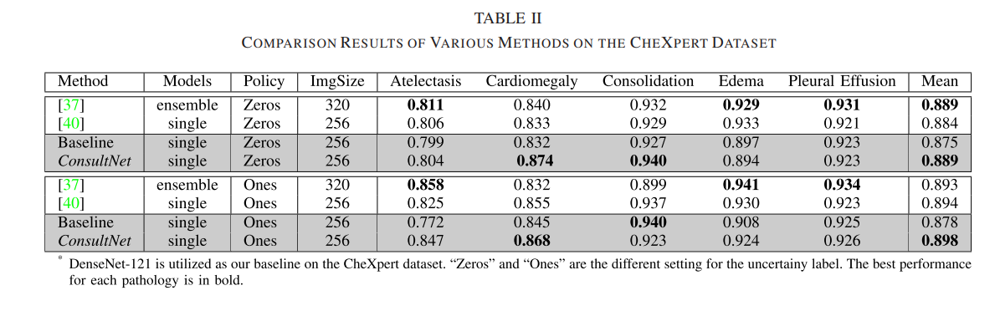 TABLE II
COMPARISON RESULTS OF VARIOUS METHODS ON THE CHEXPERT DATASET
Method Models Policy ImgSize Atelectasis Cardiomegaly Consolidation Edema Pleural Effusion Mean
[37] ensemble Zeros 320 0.811 0.840 0.932 0.929 0.931 0.889
[40] single Zeros 256 0.806 0.833 0.929 0.933 0.921 0.884
Baseline single Zeros 256 0.799 0.832 0.927 0.897 0.923 0.875
ConsultNet single Zeros 256 0.804 0.874 0.940 0.894 0.923 0.889
[37] ensemble Ones 320 0.858 0.832 0.899 0.941 0.934 0.893
[40] single Ones 256 0.825 0.855 0.937 0.930 0.923 0.894
Baseline single Ones 256 0.772 0.845 0.940 0.908 0.925 0.878
ConsultNet single Ones 256 0.847 0.868 0.923 0.924 0.926 0.898
* DenseNet-121 is utilized as our baseline on the CheXpert dataset. “Zeros” and “Ones” are the different setting for the uncertainy label. The best performance
for each pathology is in bold.